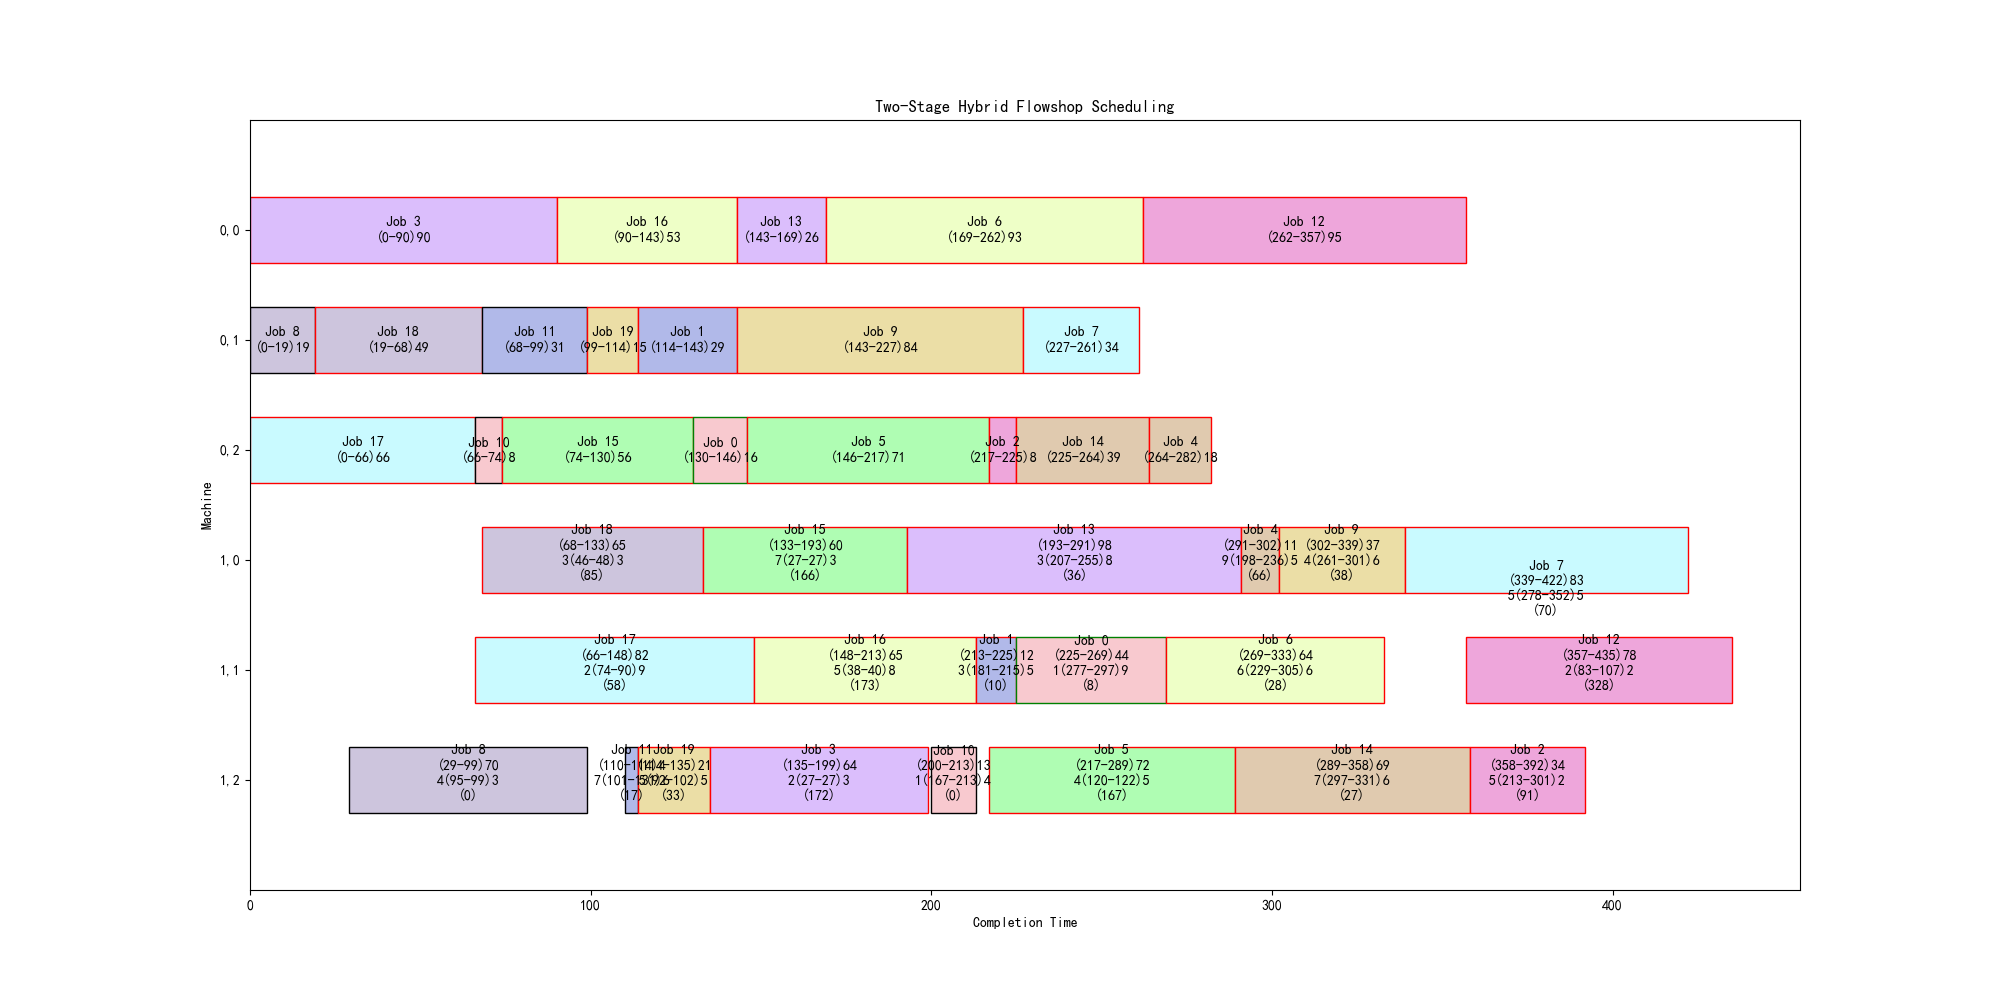 Two-Stage Hybrid Flowshop Scheduling
0,0
Job 3
(0-90)90
Job 16
(90-143)53
Job 13
(143-169)26
Job 6
(169-262)93
Job 12
(262-357)95
0,1
Job 8
(0-19)19
Job 18
(19-68)49
Job 11
(68-99)31
Job 19
(99-114)15
Job 1
(114-143)29
Job 9
(143-227)84
Job 7
(227-261)34
0,2
Job 17
(0-66)66
Job 10
(66-74)8
Job 15
(74-130)56
Job 0
(130-146)16
Job 5
(146-217)71
Job 2
(217-225)8
Job 14
(225-264)39
Job 4
(264-282)18
Machine
1,0
Job 18
(68-133)65
3(46-48)3
(85)
Job 15
(133-193)60
7(27-27)3
(166)
Job 13
(193-291)98
3(207-255)8
(36)
Job 4
(291-302)11
9(198-236)5
(66)
Job 9
(302-339)37
4(261-301)6
(38)
Job 7
(339-422)83
5(278-352)5
(70)
1,1
Job 17
(66-148)82
2(74-90)9
(58)
Job 16
(148-213)65
5(38-40)8
(173)
Job 1
(213-225)12
3(181-215)5
(10)
Job 0
(225-269)44
1(277-297)9
(8)
Job 6
(269-333)64
6(229-305)6
(28)
Job 12
(357-435)78
2(83-107)2
(328)
1,2
Job 8
(29-99)70
4(95-99)3
(0)
Job 11
(17)
Job 19
(114-135)21
(33)
Job 3
(135-199)64
2(27-27)3
(172)
Job 10
(200-213)13
1(167-213)4
(0)
Job 5
(217-289)72
4(120-122)5
(167)
Job 14
(289-358)69
7(297-331)6
(27)
Job 2
(358-392)34
5(213-301)2
(91)
0
100
200
300
400
Completion Time